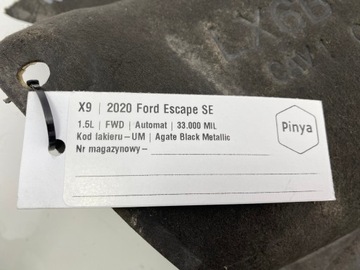 X9 | 2020 Ford Escape SE
1.5L | FWD | Automat | 33.000 MIL
Kod lakieru – UM | Agate Black Metallic
Nr magazynowy –
Pinya